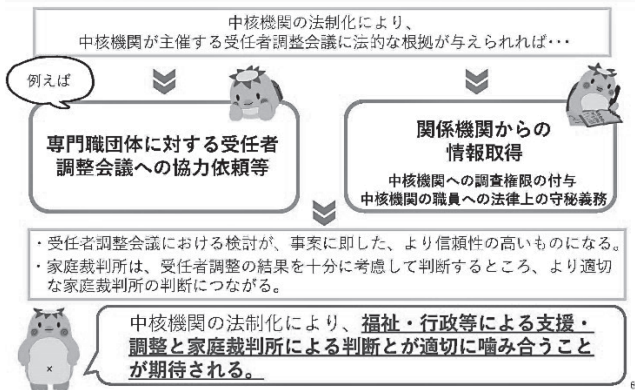 中核機関の法制化により、
中核機関が主催する受任者調整会議に法的な根拠が与えられれば・・・
例えば
専門職団体に対する受任者
調整会議への協力依頼等
関係機関からの
情報取得
中核機関への調査権限の付与
中核機関の職員への法律上の守秘義務
・受任者調整会議における検討が、事案に即した、より信頼性の高いものになる。
・家庭裁判所は、受任者調整の結果を十分に考慮して判断するところ、より適切
な家庭裁判所の判断につながる。
中核機関の法制化により、福祉・行政等による支援・
調整と家庭裁判所による判断とが適切に噛み合うこと
が期待される。
6